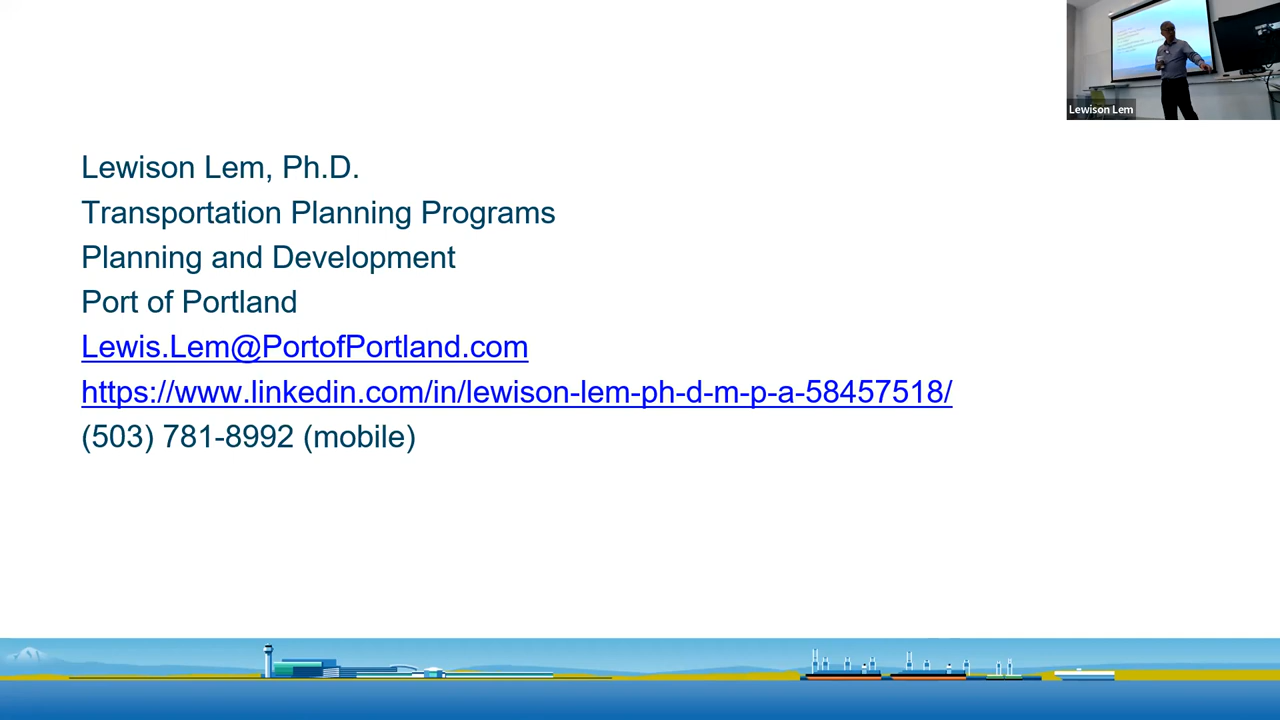 Lewison Lem
Lewison Lem, Ph.D.
Transportation Planning Programs
Planning and Development
Port of Portland
Lewis.Lem@PortofPortland.com
https://www.linkedin.com/in/lewison-lem-ph-d-m-p-a-58457518/
(503) 781-8992 (mobile)